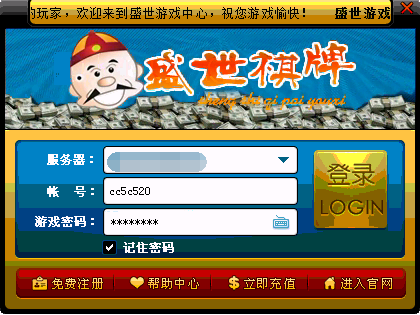 的玩家，欢迎来到盛世游戏中心，祝您游戏愉快！ 盛世游戏
盛世棋牌
sheng shi qi pai youxi
服务器：
帐 号：
cc5c520
游戏密码：
********
记住密码
登录
LOGIN
免费注册
帮助中心
立即充值
进入官网